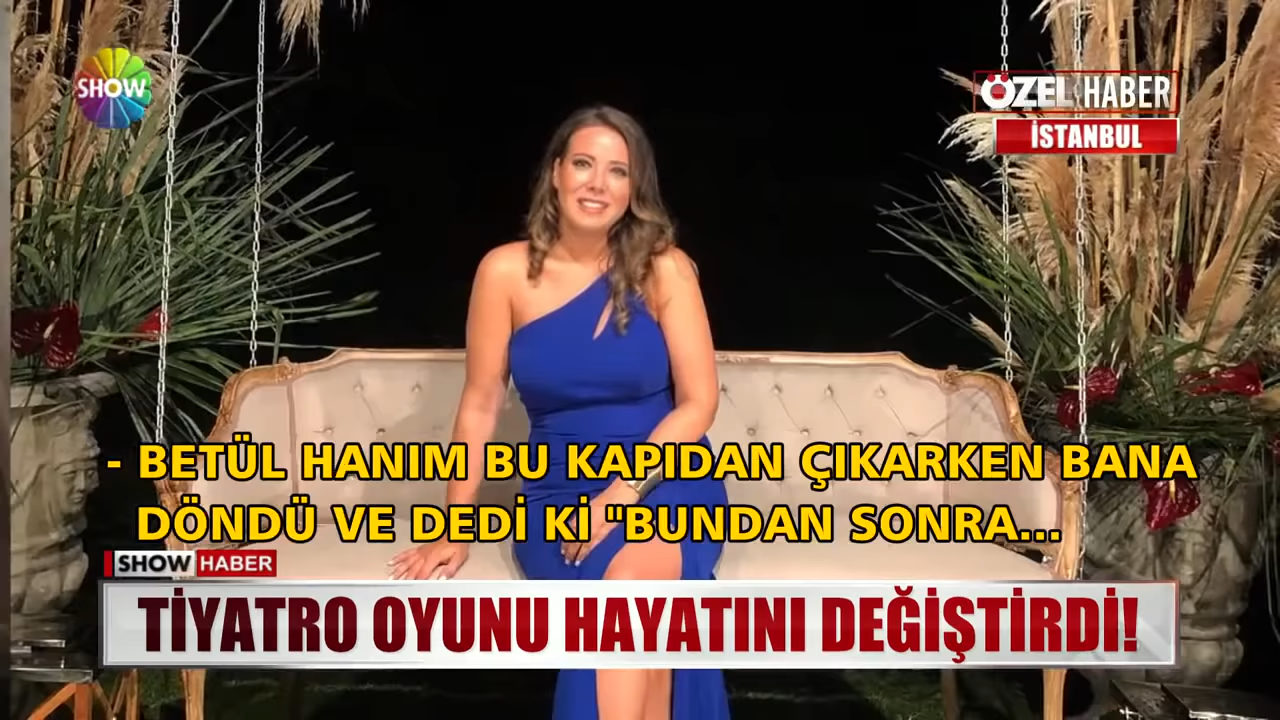 SHOW
ÖZEL HABER
İSTANBUL
- BETÜL HANIM BU KAPIDAN ÇIKARKEN BANA
DÖNDÜ VE DEDİ Kİ "BUNDAN SONRA...
SHOW HABER
TİYATRO OYUNU HAYATINI DEĞİŞTİRDİ!